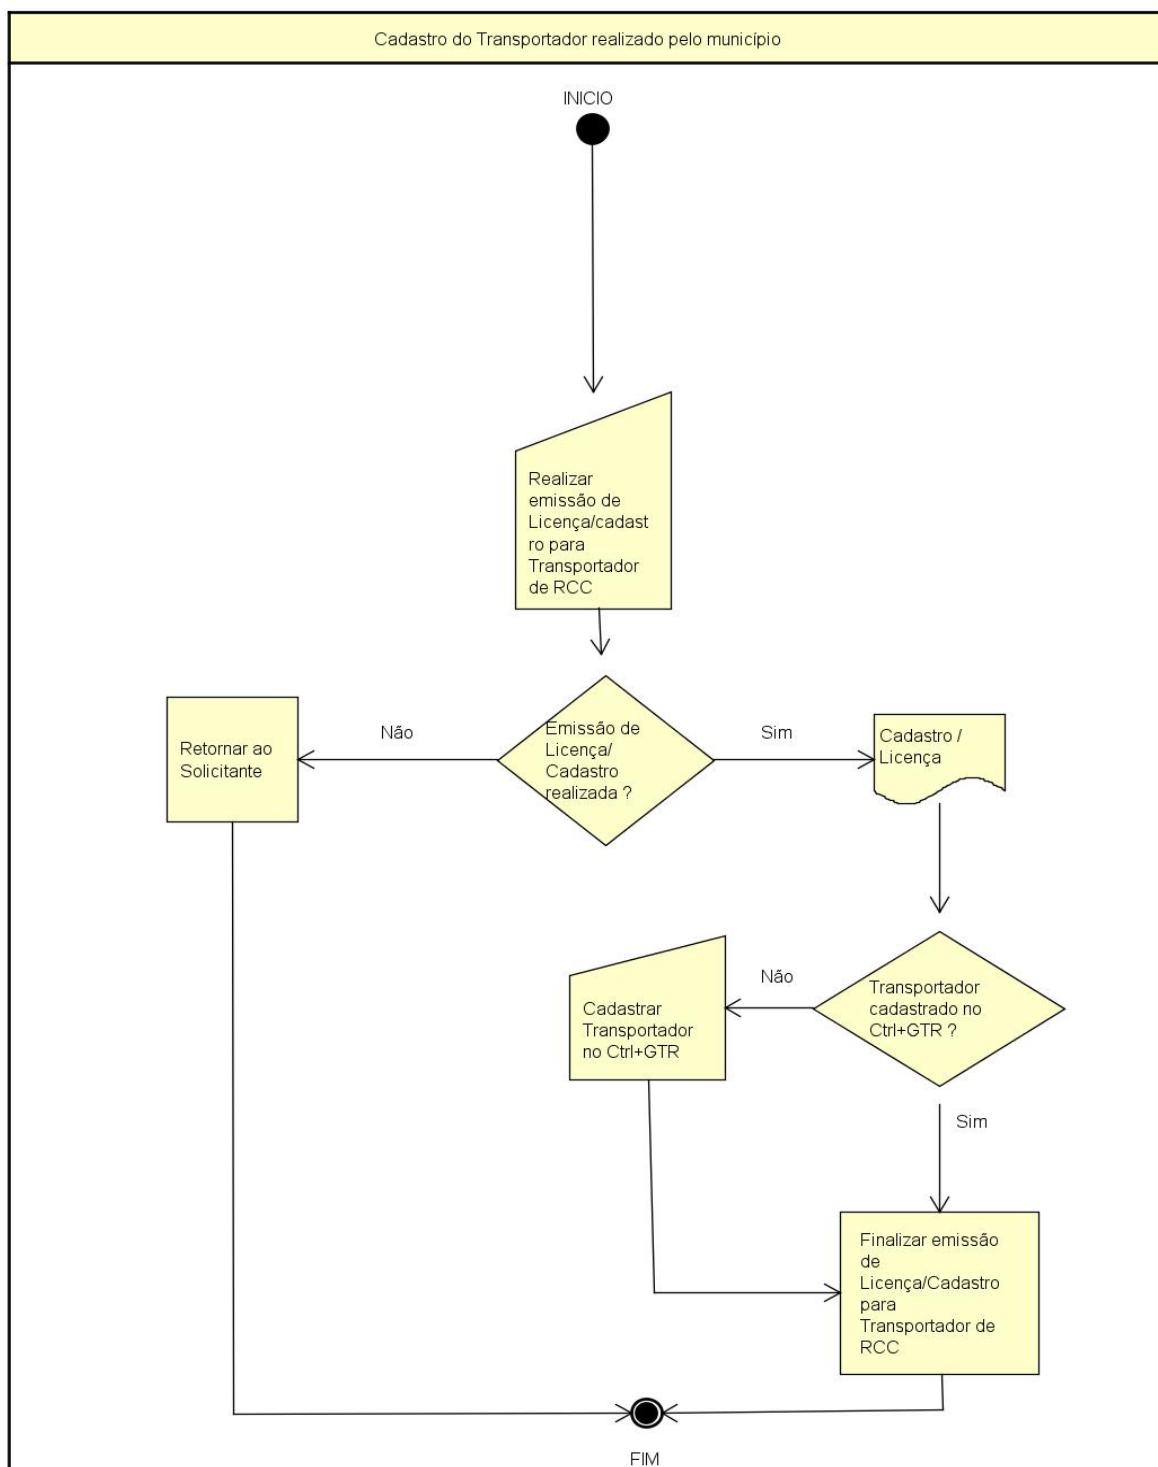 Cadastro do Transportador realizado pelo município
INICIO
Realizar
emissão de
Licença/cadast
ro para
Transportador
de RCC
Não
Emissão de
Licença/
Cadastro
realizada ?
Sim
Retornar ao
Solicitante
Cadastro /
Licença
Não
Transportador
cadastrado no
Ctrl+GTR ?
Cadastrar
Transportador
no Ctrl+GTR
Sim
Finalizar emissão
de
Licença/Cadastro
para
Transportador de
RCC
FIM